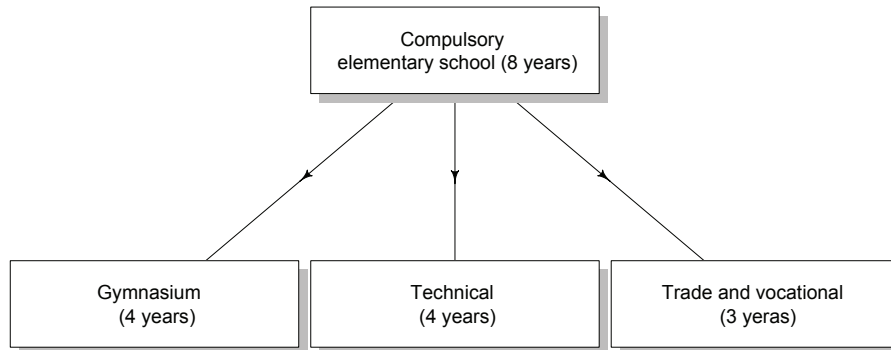 Compulsory
elementary school (8 years)
Gymnasium
(4 years)
Technical
(4 years)
Trade and vocational
(3 yeras)